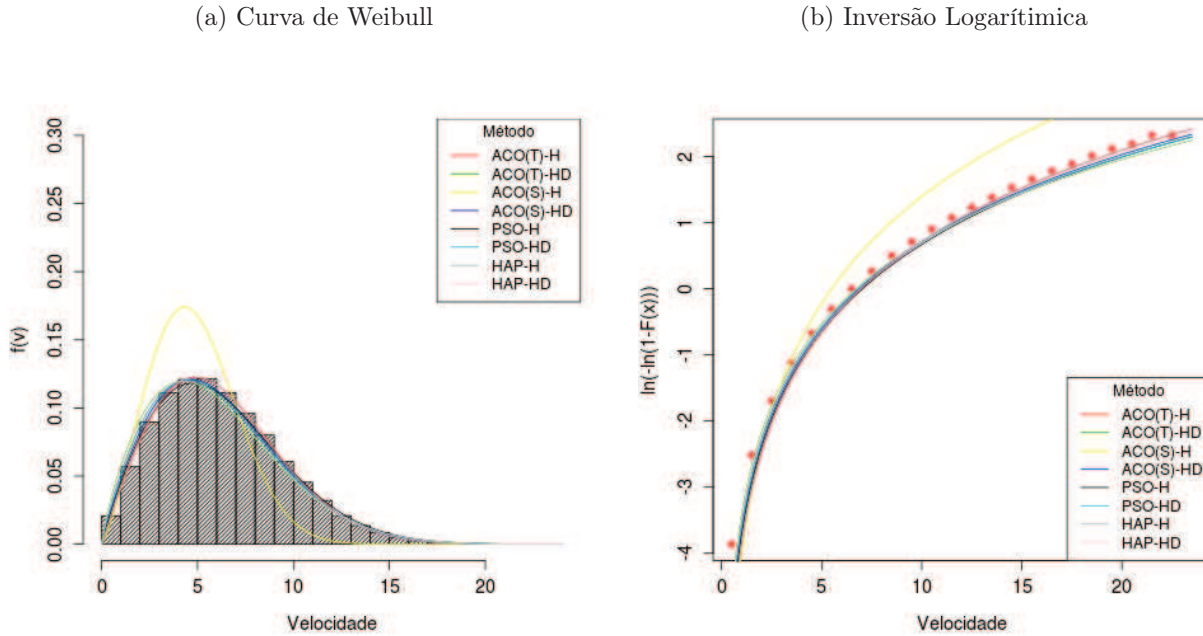 (a) Curva de Weibull
(b) Inversão Logarítimica
0.30
0.25
0.20
0.15
0.10
0.05
0.00
f(v)
0
5
10
15
20
Velocidade
Método
ACO(T)-H
ACO(T)-HD
ACO(S)-H
ACO(S)-HD
PSO-H
PSO-HD
HAP-H
HAP-HD
2
1
0
-1
-2
-3
-4
ln(-ln(1-F(x)))
0
5
10
15
20
Velocidade
Método
ACO(T)-H
ACO(T)-HD
ACO(S)-H
ACO(S)-HD
PSO-H
PSO-HD
HAP-H
HAP-HD